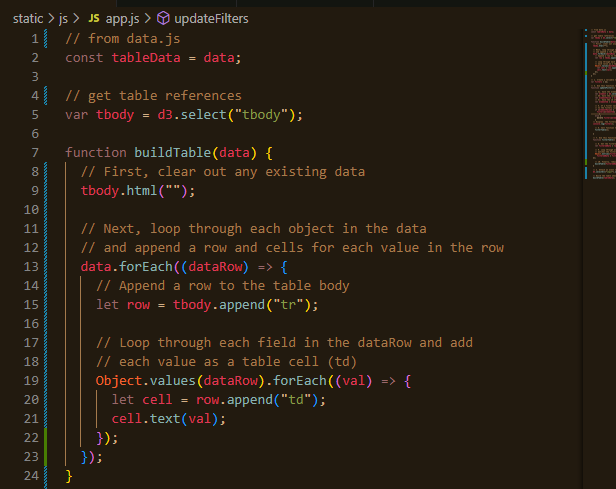 static > js > JS app.js > updateFilters
1 // from data.js
2 const tableData = data;
3
4 // get table references
5 var tbody = d3.select("tbody");
6
7 function buildTable(data) {
8 // First, clear out any existing data
9 tbody.html("");
10
11 // Next, loop through each object in the data
12 // and append a row and cells for each value in the row
13 data.forEach((dataRow) => {
14 // Append a row to the table body
15 let row = tbody.append("tr");
16
17 // Loop through each field in the dataRow and add
18 // each value as a table cell (td)
19 Object.values(dataRow).forEach((val) => {
20 let cell = row.append("td");
21 cell.text(val);
22 });
23 });
24 }